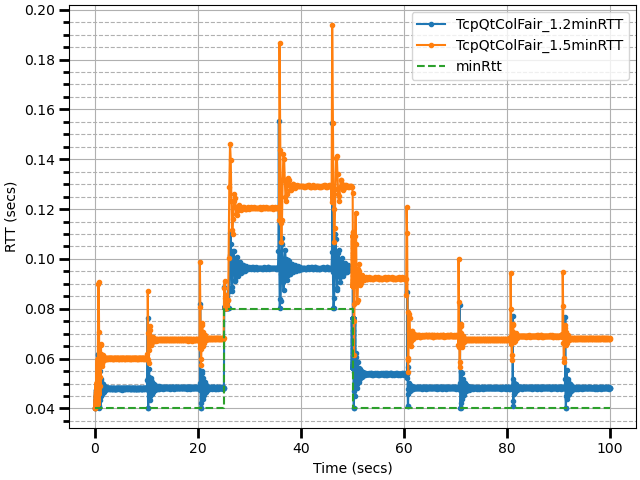 TcpQtColFair_1.2minRTT
TcpQtColFair_1.5minRTT
minRtt
0.20
0.18
0.16
0.14
0.12
0.10
0.08
0.06
0.04
RTT (secs)
0 20 40 60 80 100
Time (secs)